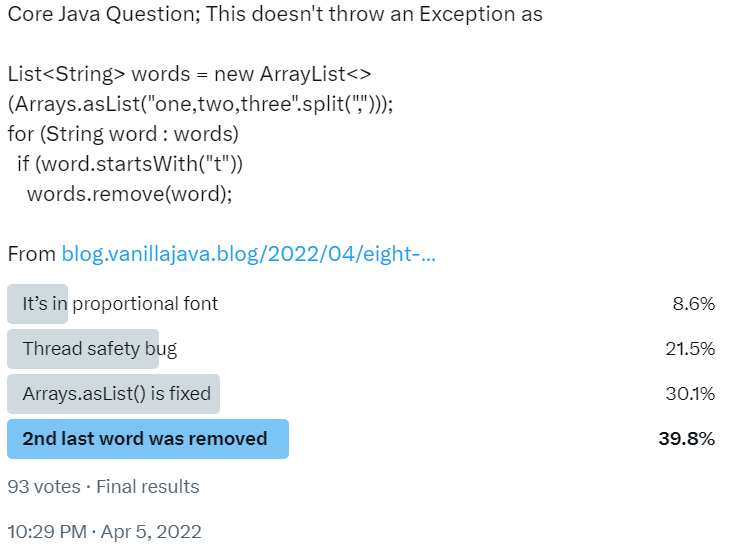 Core Java Question; This doesn't throw an Exception as
List<String> words = new ArrayList<>
(Arrays.asList("one,two,three".split(",")));
for (String word : words)
if (word.startsWith("t"))
words.remove(word);
From blog.vanillajava.blog/2022/04/eight-...
It's in proportional font 8.6%
Thread safety bug 21.5%
Arrays.asList() is fixed 30.1%
2nd last word was removed 39.8%
93 votes · Final results
10:29 PM · Apr 5, 2022